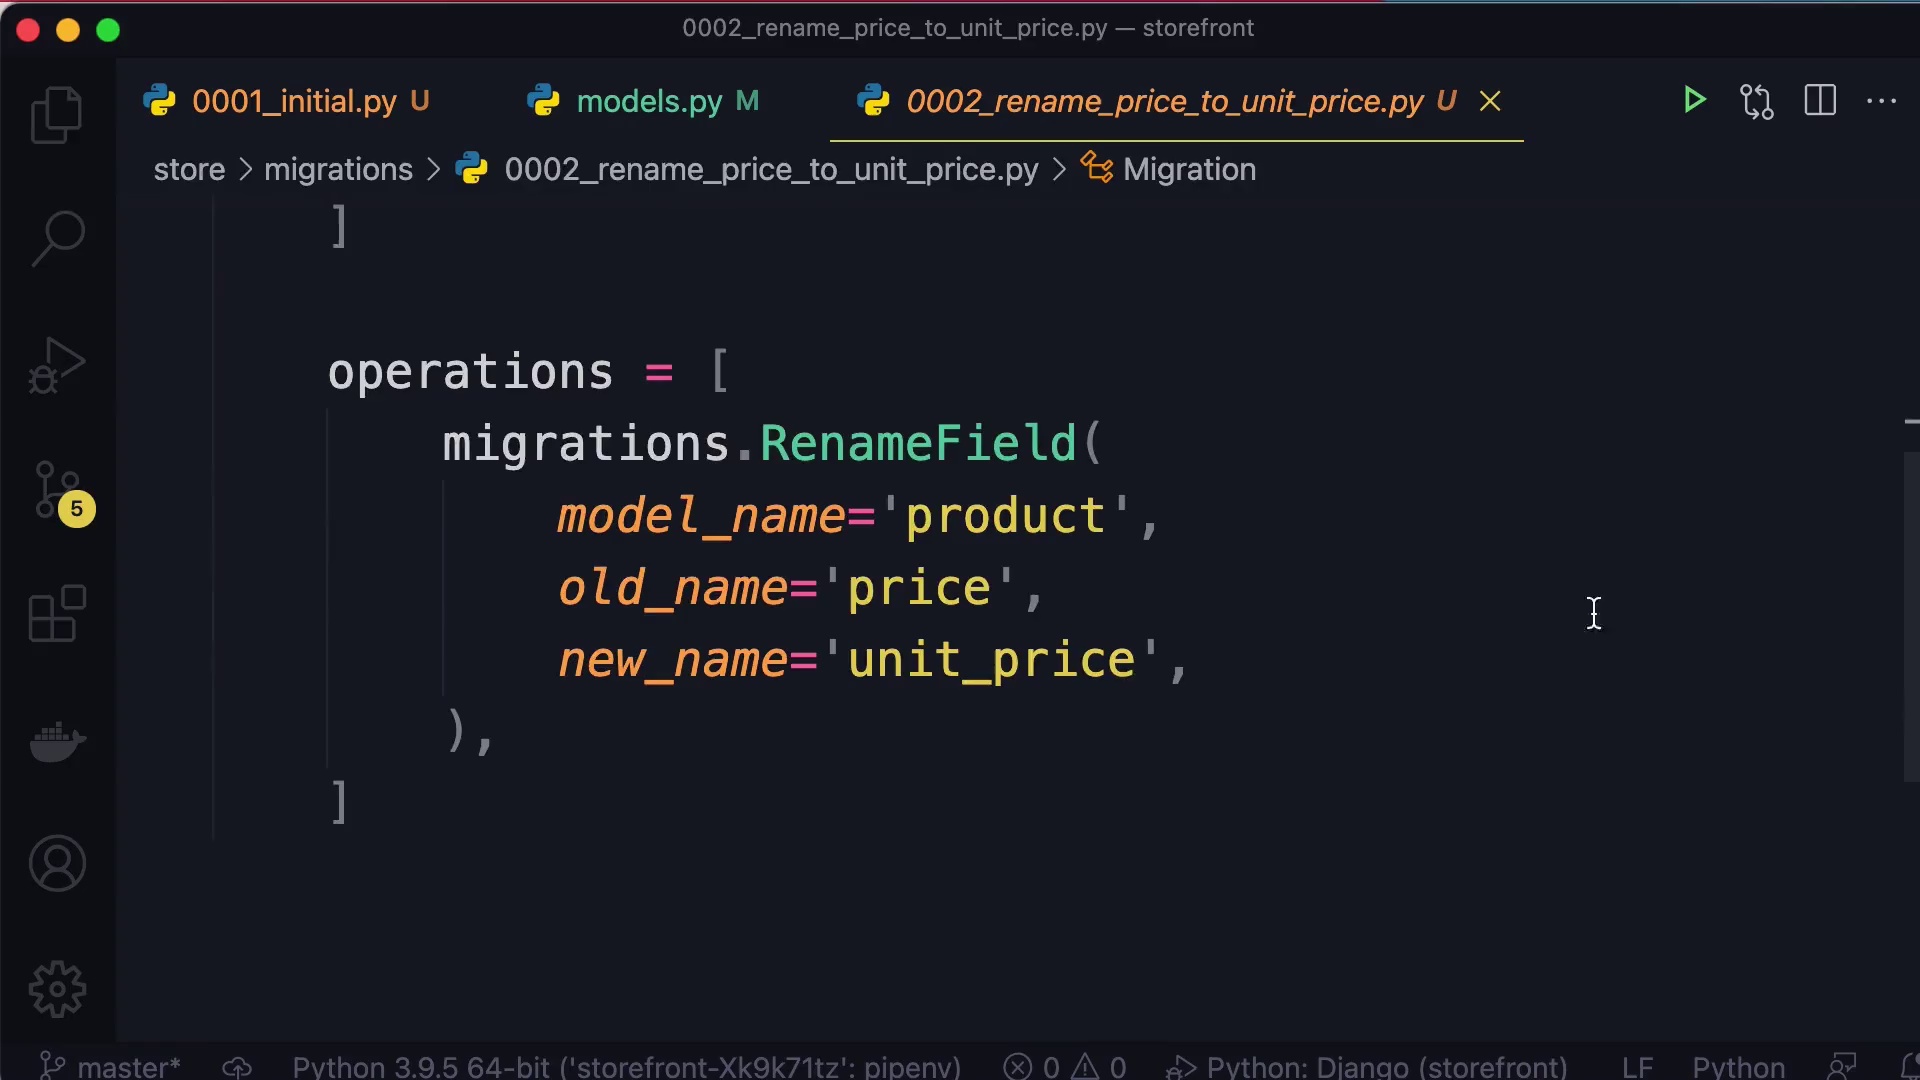 0002_rename_price_to_unit_price.py — storefront
0001_initial.py U
models.py M
0002_rename_price_to_unit_price.py U
store > migrations > 0002_rename_price_to_unit_price.py > Migration
]
operations = [
migrations.RenameField(
model_name='product',
old_name='price',
new_name='unit_price',
),
]
5
master* Python 3.9.5 64-bit ('storefront-Xk9k71tz': pipenv) 0 0 Python: Django (storefront) LF Python